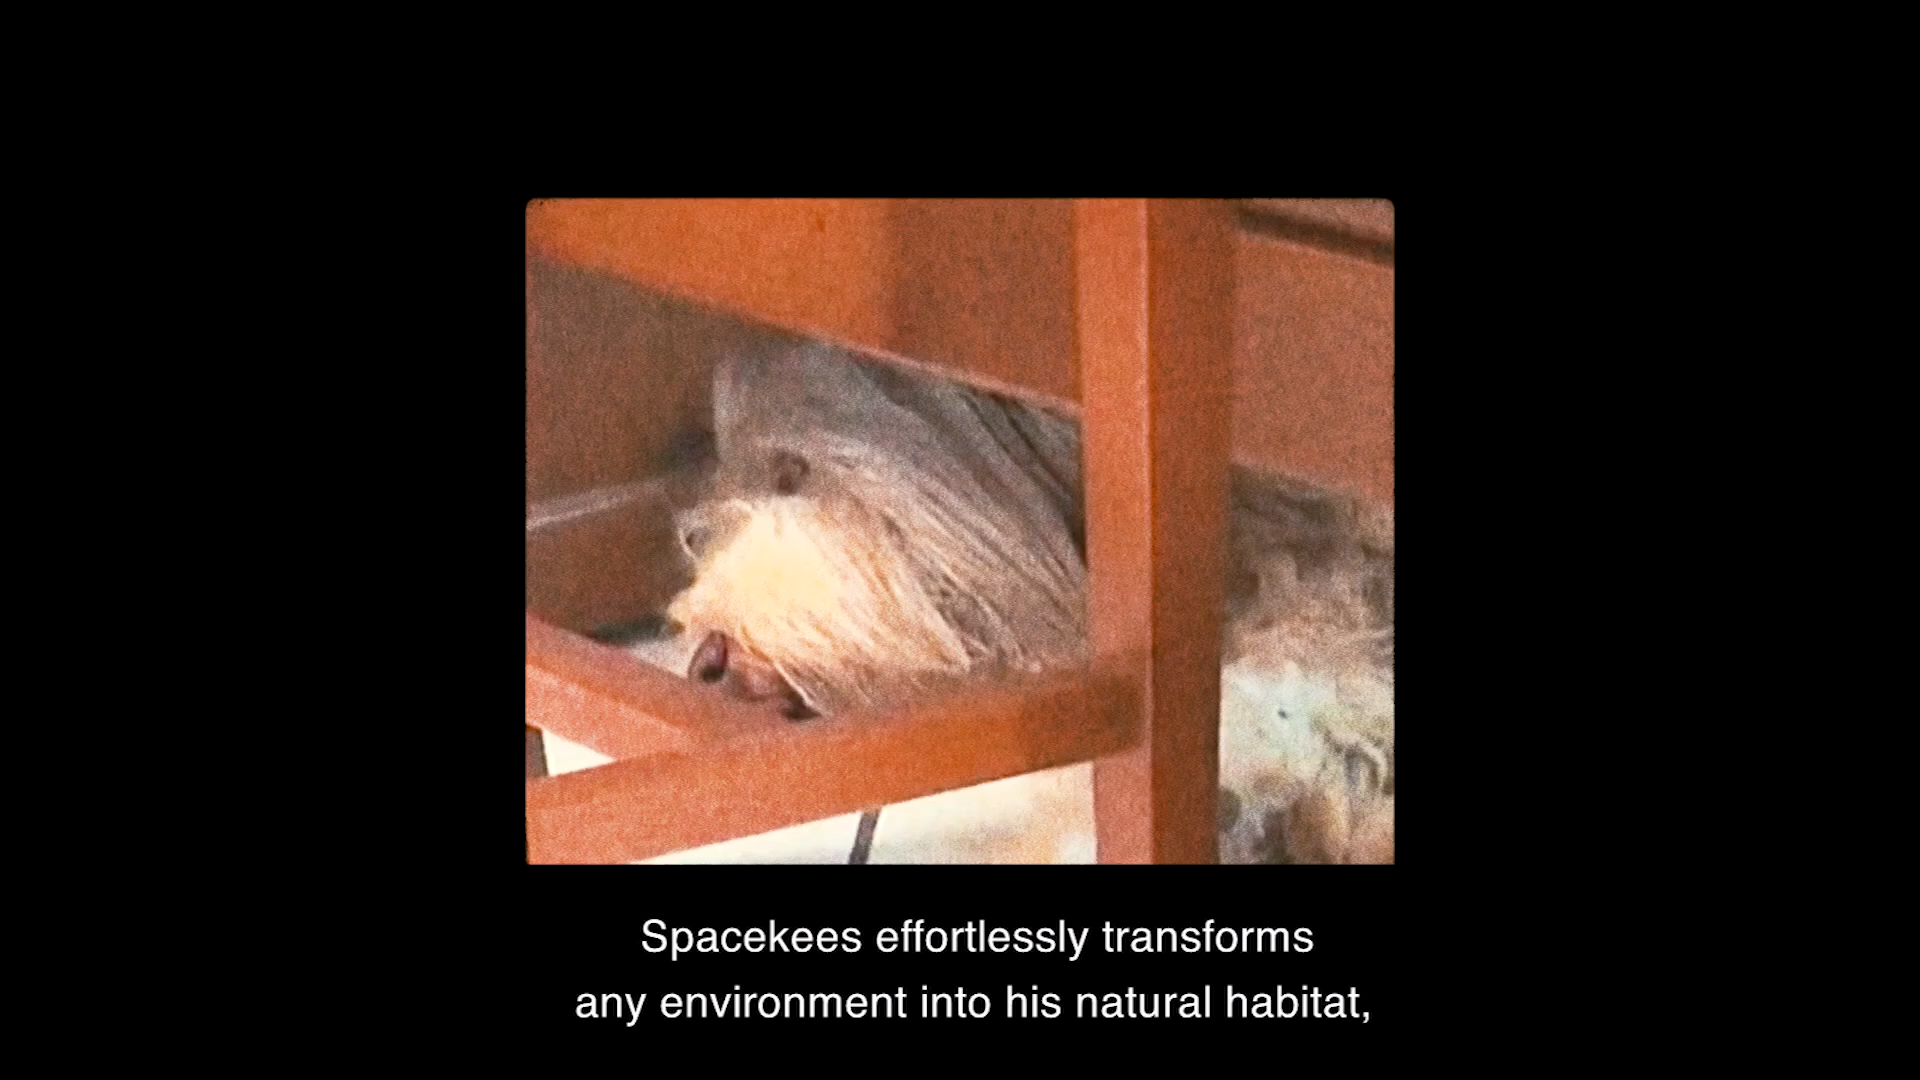 Spacekees effortlessly transforms
any environment into his natural habitat,